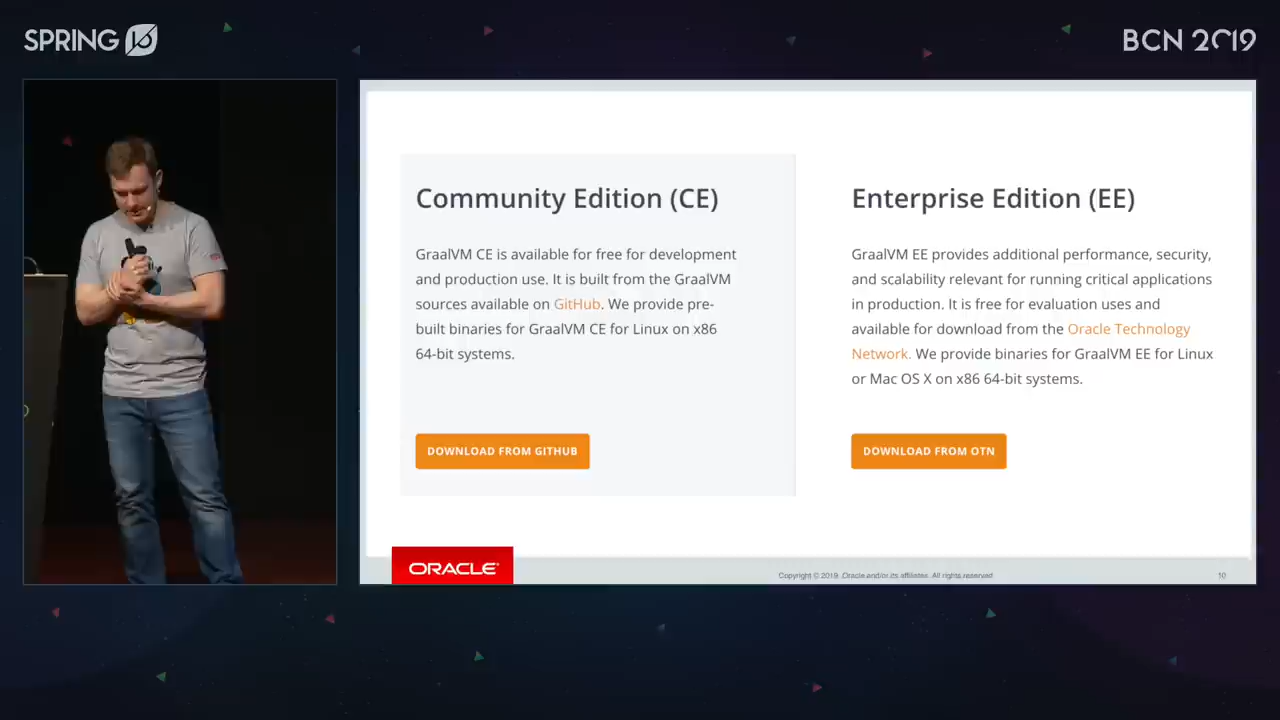 SPRING IO
BCN 2019
Community Edition (CE)
GraalVM CE is available for free for development
and production use. It is built from the GraalVM
sources available on GitHub. We provide pre-
built binaries for GraalVM CE for Linux on x86
64-bit systems.
DOWNLOAD FROM GITHUB
Enterprise Edition (EE)
GraalVM EE provides additional performance, security,
and scalability relevant for running critical applications
in production. It is free for evaluation uses and
available for download from the Oracle Technology
Network. We provide binaries for GraalVM EE for Linux
or Mac OS X on x86 64-bit systems.
DOWNLOAD FROM OTN
ORACLE®
Copyright © 2019, Oracle and/or its affiliates. All rights reserved
10